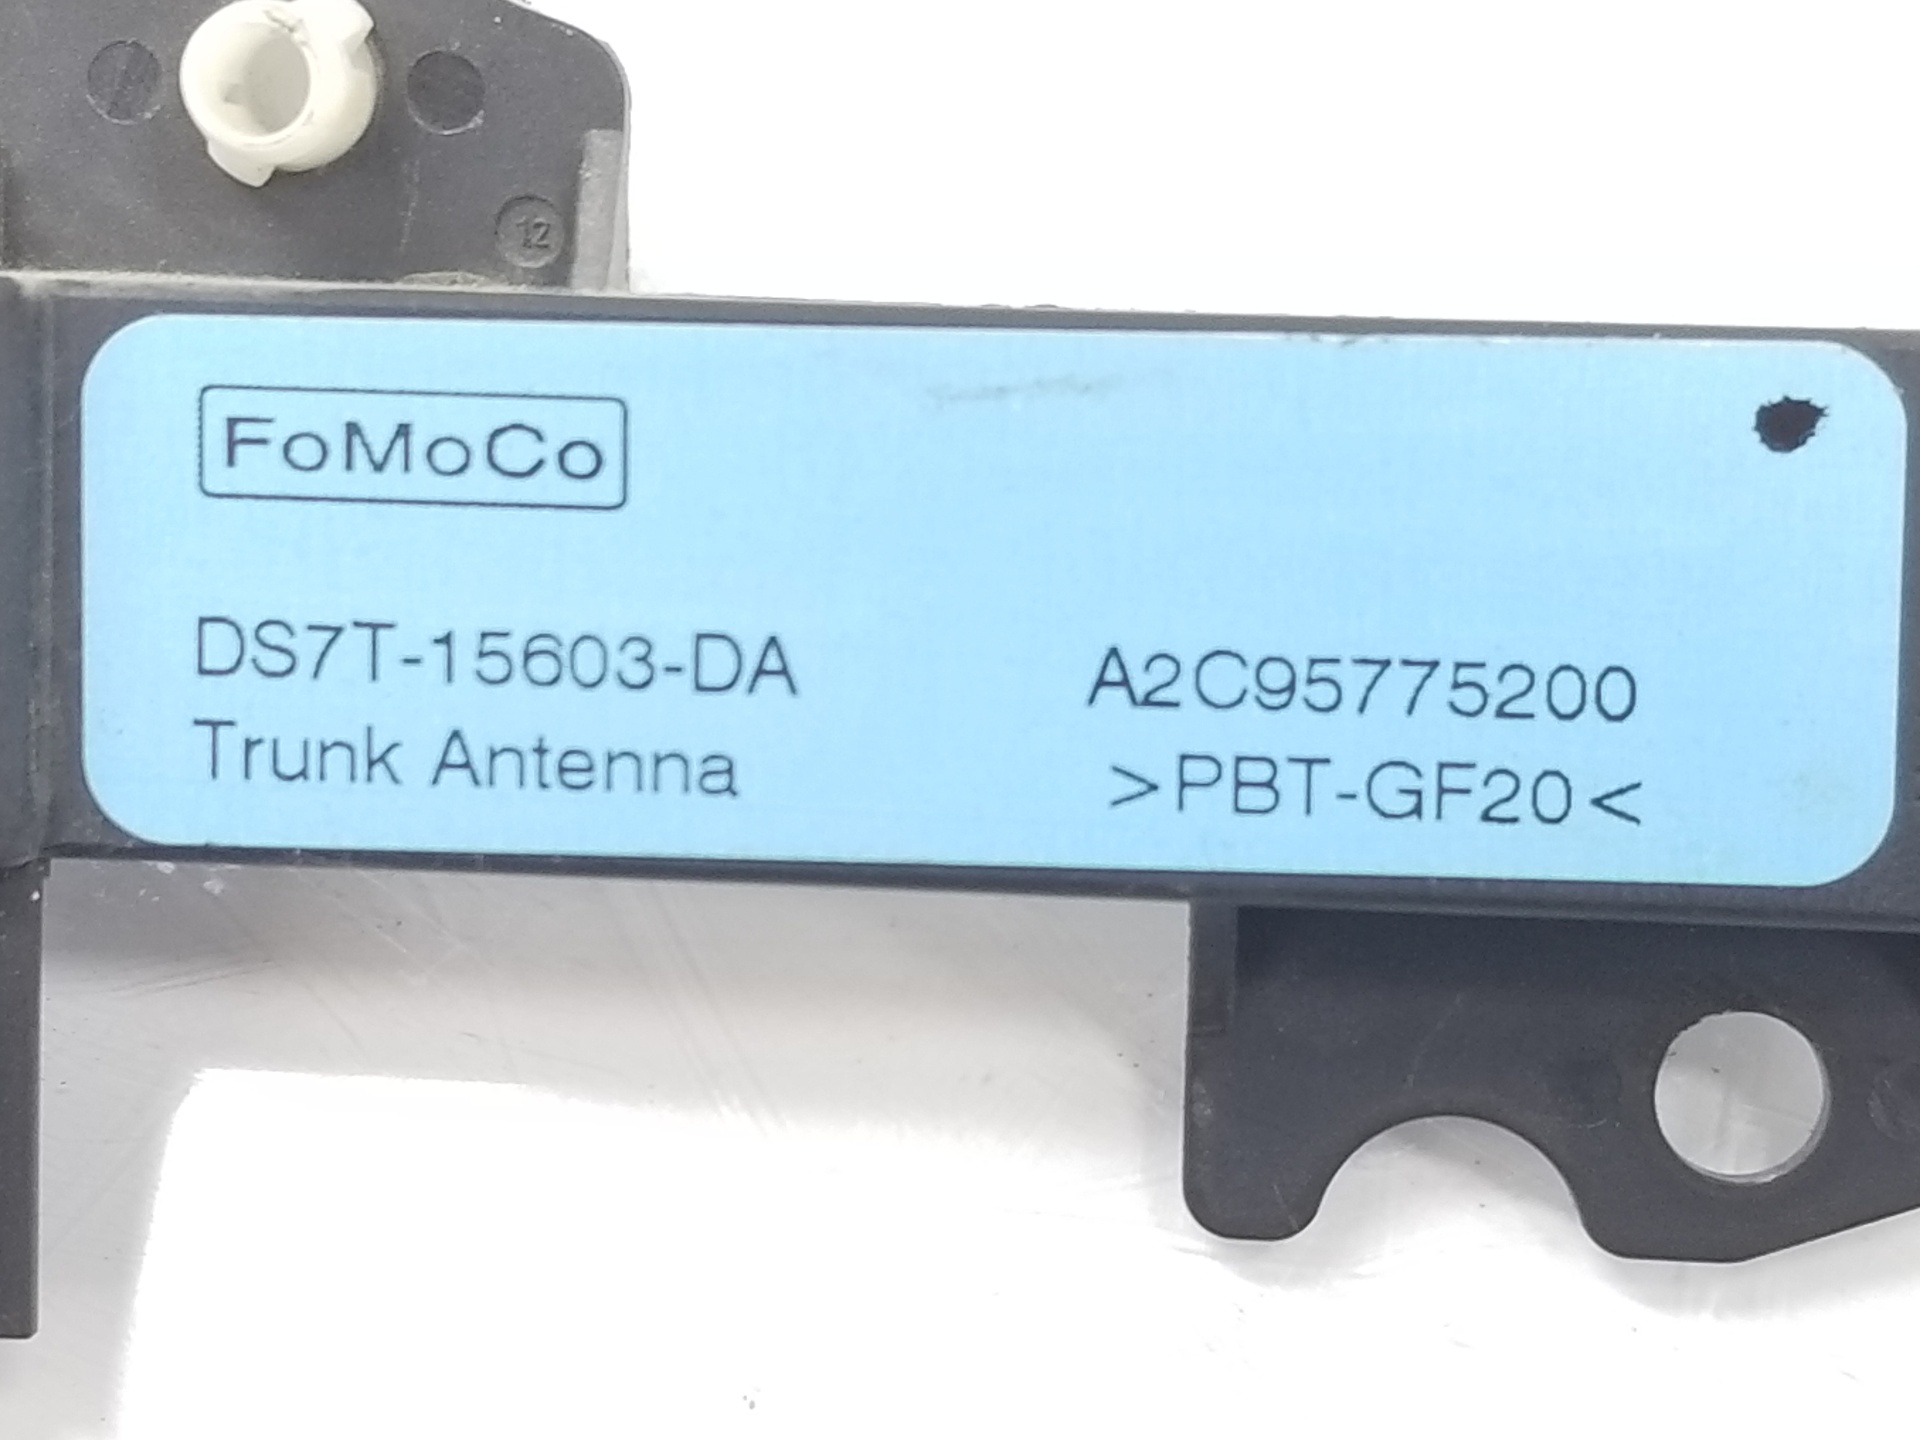 12
FoMoCo
DS7T-15603-DA
Trunk Antenna
A2C95775200
>PBT-GF20<